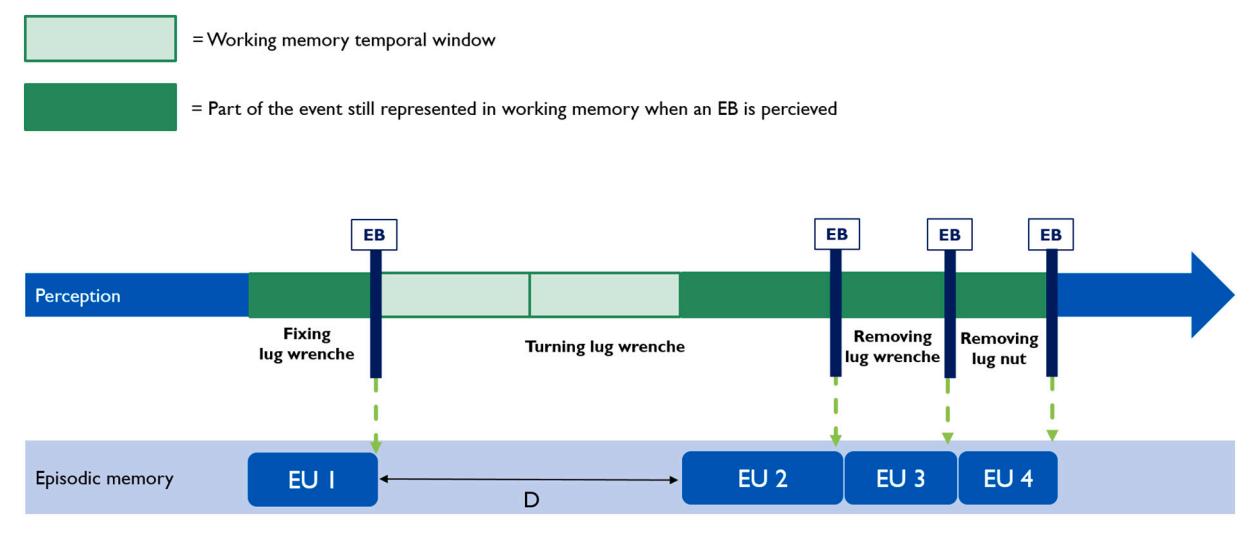 = Working memory temporal window
= Part of the event still represented in working memory when an EB is percieved
EB
EB
EB
EB
Perception
Fixing
lug wrenche
Turning lug wrenche
Removing
lug wrenche
Removing
lug nut
Episodic memory
EU 1
D
EU 2
EU 3
EU 4